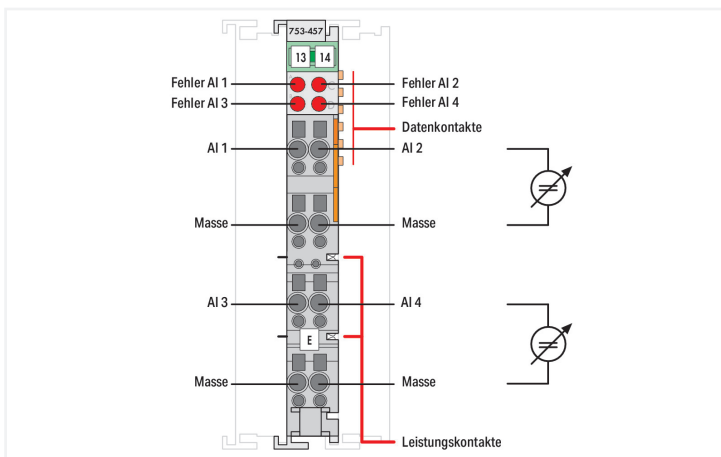 753-457
13 14
Fehler AI 1
Fehler AI 2
C
Fehler AI 3
Fehler AI 4
D
Datenkontakte
AI 1
AI 2
Masse
Masse
AI 3
AI 4
E
Masse
Masse
Leistungskontakte